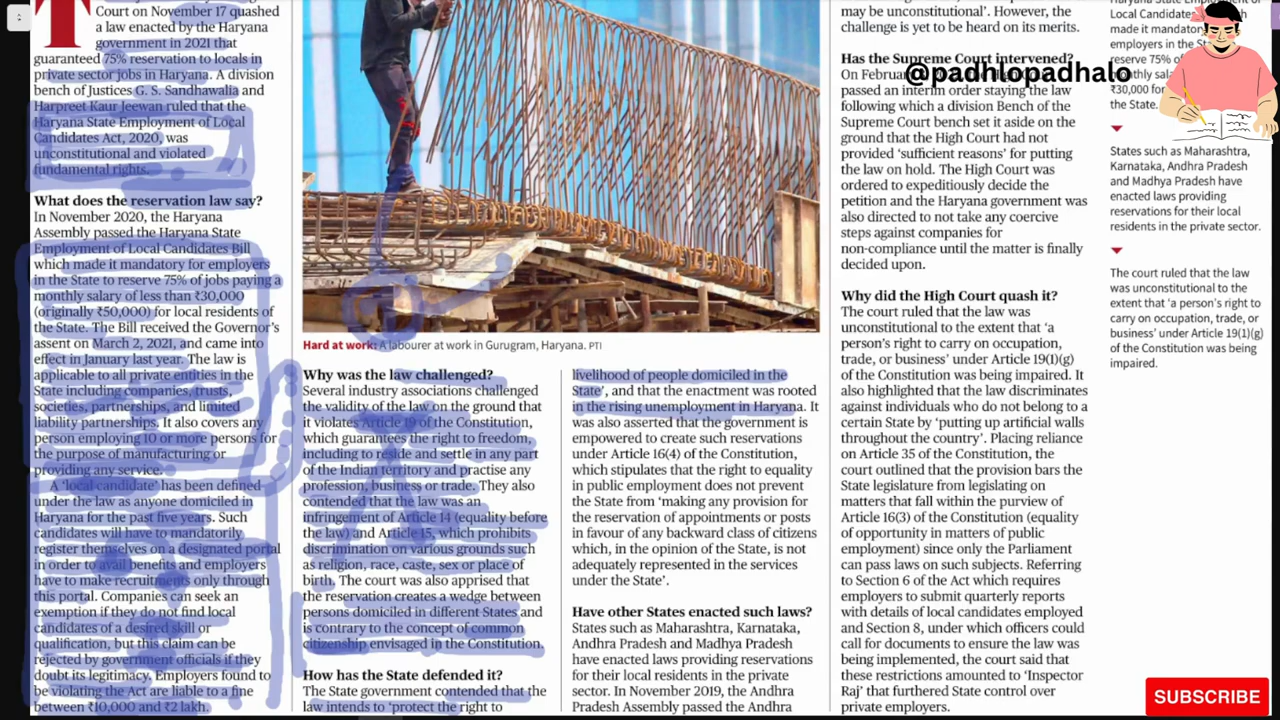 T
Court on November 17 quashed
a law enacted by the Haryana
government in 2021 that
guaranteed 75% reservation to locals in
private sector jobs in Haryana. A division
bench of Justices G. S. Sandhawalia and
Harpreet Kaur Jeewan ruled that the
Haryana State Employment of Local
Candidates Act, 2020, was
unconstitutional and violated
fundamental rights.
What does the reservation law say?
In November 2020, the Haryana
Assembly passed the Haryana State
Employment of Local Candidates Bill
which made it mandatory for employers
in the State to reserve 75% of jobs paying a
monthly salary of less than ₹30,000
(originally ₹50,000) for local residents of
the State. The Bill received the Governor's
assent on March 2, 2021, and came into
effect in January last year. The law is
applicable to all private entities in the
State including companies, trusts,
societies, partnerships, and limited
liability partnerships. It also covers any
person employing 10 or more persons for
the purpose of manufacturing or
providing any service.
A 'local candidate' has been defined
under the law as anyone domiciled in
Haryana for the past five years. Such
candidates will have to mandatorily
register themselves on a designated portal
in order to avail benefits and employers
have to make recruitments only through
this portal. Companies can seek an
exemption if they do not find local
candidates of a desired skill or
qualification, but this claim can be
rejected by government officials if they
doubt its legitimacy. Employers found to
be violating the Act are liable to a fine
between ₹10,000 and ₹2 lakh.
Hard at work: A labourer at work in Gurugram, Haryana. PTI
Why was the law challenged?
Several industry associations challenged
the validity of the law on the ground that
it violates Article 19 of the Constitution,
which guarantees the right to freedom,
including to reside and settle in any part
of the Indian territory and practise any
profession, business or trade. They also
contended that the law was an
infringement of Article 14 (equality before
the law) and Article 15, which prohibits
discrimination on various grounds such
as religion, race, caste, sex or place of
birth. The court was also apprised that
the reservation creates a wedge between
persons domiciled in different States and
is contrary to the concept of common
citizenship envisaged in the Constitution.
How has the State defended it?
The State government contended that the
law intends to 'protect the right to
livelihood of people domiciled in the
State', and that the enactment was rooted
in the rising unemployment in Haryana. It
was also asserted that the government is
empowered to create such reservations
under Article 16(4) of the Constitution,
which stipulates that the right to equality
in public employment does not prevent
the State from 'making any provision for
the reservation of appointments or posts
in favour of any backward class of citizens
which, in the opinion of the State, is not
adequately represented in the services
under the State'.
Have other States enacted such laws?
States such as Maharashtra, Karnataka,
Andhra Pradesh and Madhya Pradesh
have enacted laws providing reservations
for their local residents in the private
sector. In November 2019, the Andhra
Pradesh Assembly passed the Andhra
may be unconstitutional'. However, the
challenge is yet to be heard on its merits.
Has the Supreme Court intervened?
On
passed an interim order staying the law
following which a division Bench of the
Supreme Court bench set it aside on the
ground that the High Court had not
provided 'sufficient reasons' for putting
the law on hold. The High Court was
ordered to expeditiously decide the
petition and the Haryana government was
also directed to not take any coercive
steps against companies for
non-compliance until the matter is finally
decided upon.
Why did the High Court quash it?
The court ruled that the law was
unconstitutional to the extent that 'a
person's right to carry on occupation,
trade, or business' under Article 19(1)(g)
of the Constitution was being impaired. It
also highlighted that the law discriminates
against individuals who do not belong to a
certain State by 'putting up artificial walls
throughout the country'. Placing reliance
on Article 35 of the Constitution, the
court outlined that the provision bars the
State legislature from legislating on
matters that fall within the purview of
Article 16(3) of the Constitution (equality
of opportunity in matters of public
employment) since only the Parliament
can pass laws on such subjects. Referring
to Section 6 of the Act which requires
employers to submit quarterly reports
with details of local candidates employed
and Section 8, under which officers could
call for documents to ensure the law was
being implemented, the court said that
these restrictions amounted to 'Inspector
Raj' that furthered State control over
private employers.
Local
made it
employers in the
reserve 75%
₹30,000
the State.
States such as Maharashtra,
Karnataka, Andhra Pradesh
and Madhya Pradesh have
enacted laws providing
reservations for their local
residents in the private sector.
The court ruled that the law
was unconstitutional to the
extent that 'a person's right to
carry on occupation, trade, or
business' under Article 19(1)(g)
of the Constitution was being
impaired.
@padhlopadhalo
SUBSCRIBE